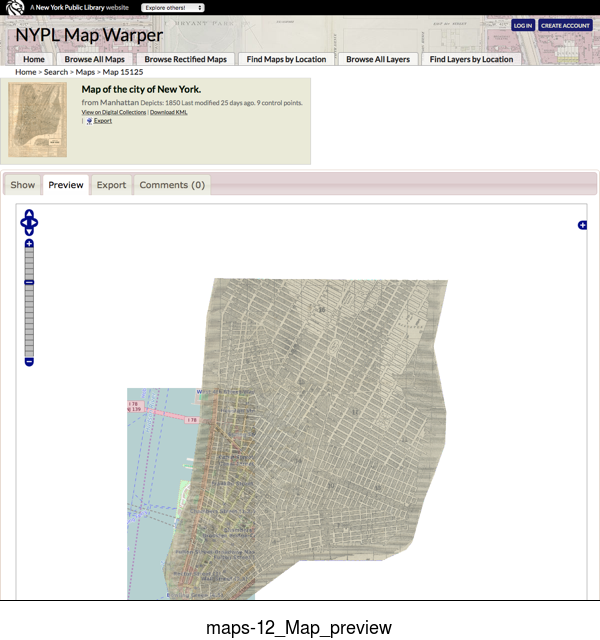 A New York Public Library website
Explore others!
NYPL Map Warper
LOG IN
CREATE ACCOUNT
Home
Browse All Maps
Browse Rectified Maps
Find Maps by Location
Browse All Layers
Find Layers by Location
Home > Search > Maps > Map 15125
Map of the city of New York.
from Manhattan Depicts: 1850 Last modified 25 days ago. 9 control points.
View on Digital Collections | Download KML
| Export
Show
Preview
Export
Comments (0)
I 78
I 78
maps-12_Map_preview